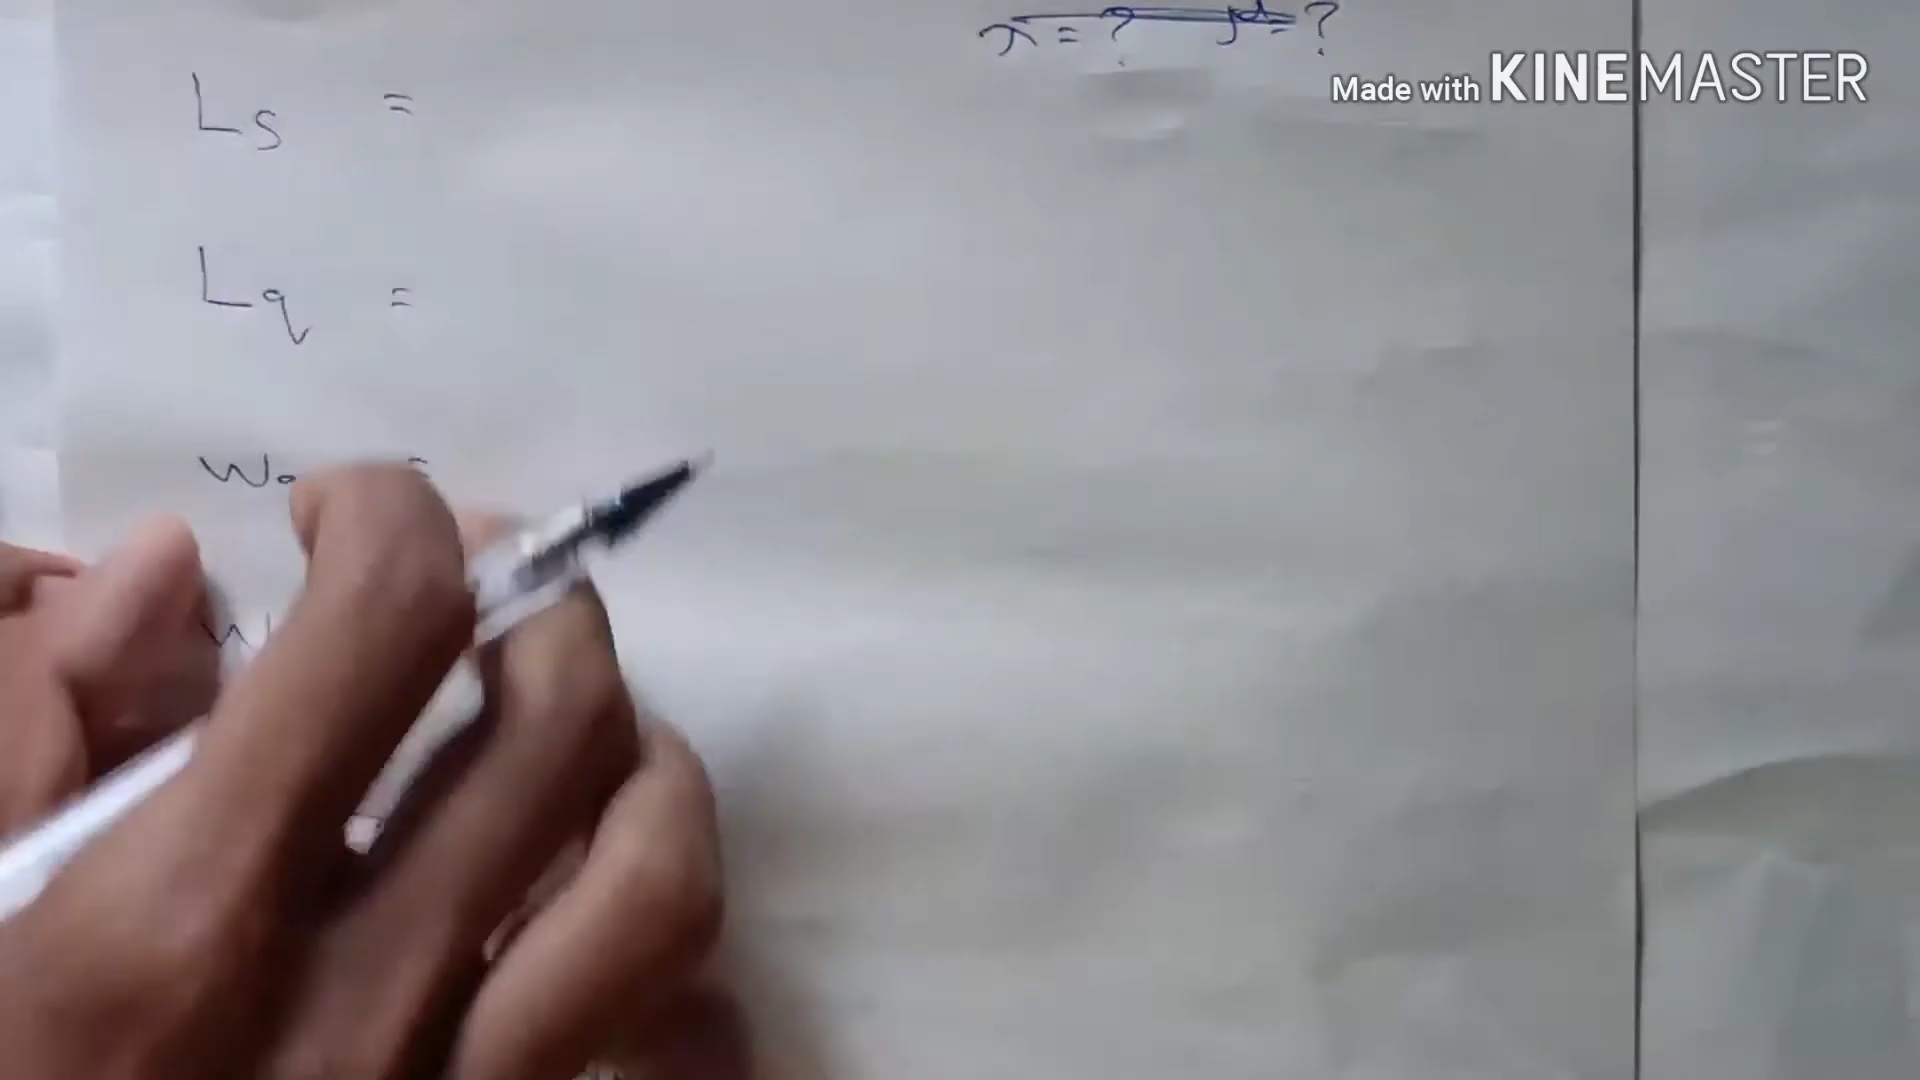 x = ? y = ?
Made with KINEMASTER
Ls =
Lq =
=